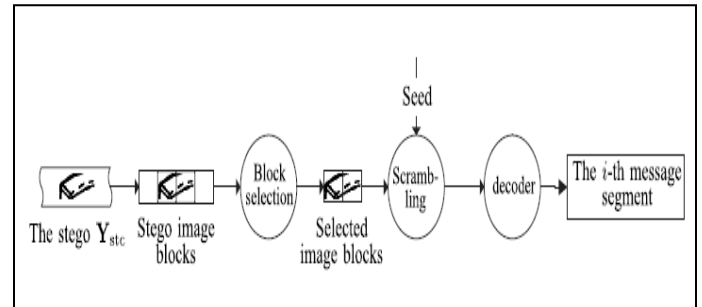 Seed
Block
selection
Scramb-
ling
decoder
The i-th message
segment
The stego Y_stc
Stego image
blocks
Selected
image blocks